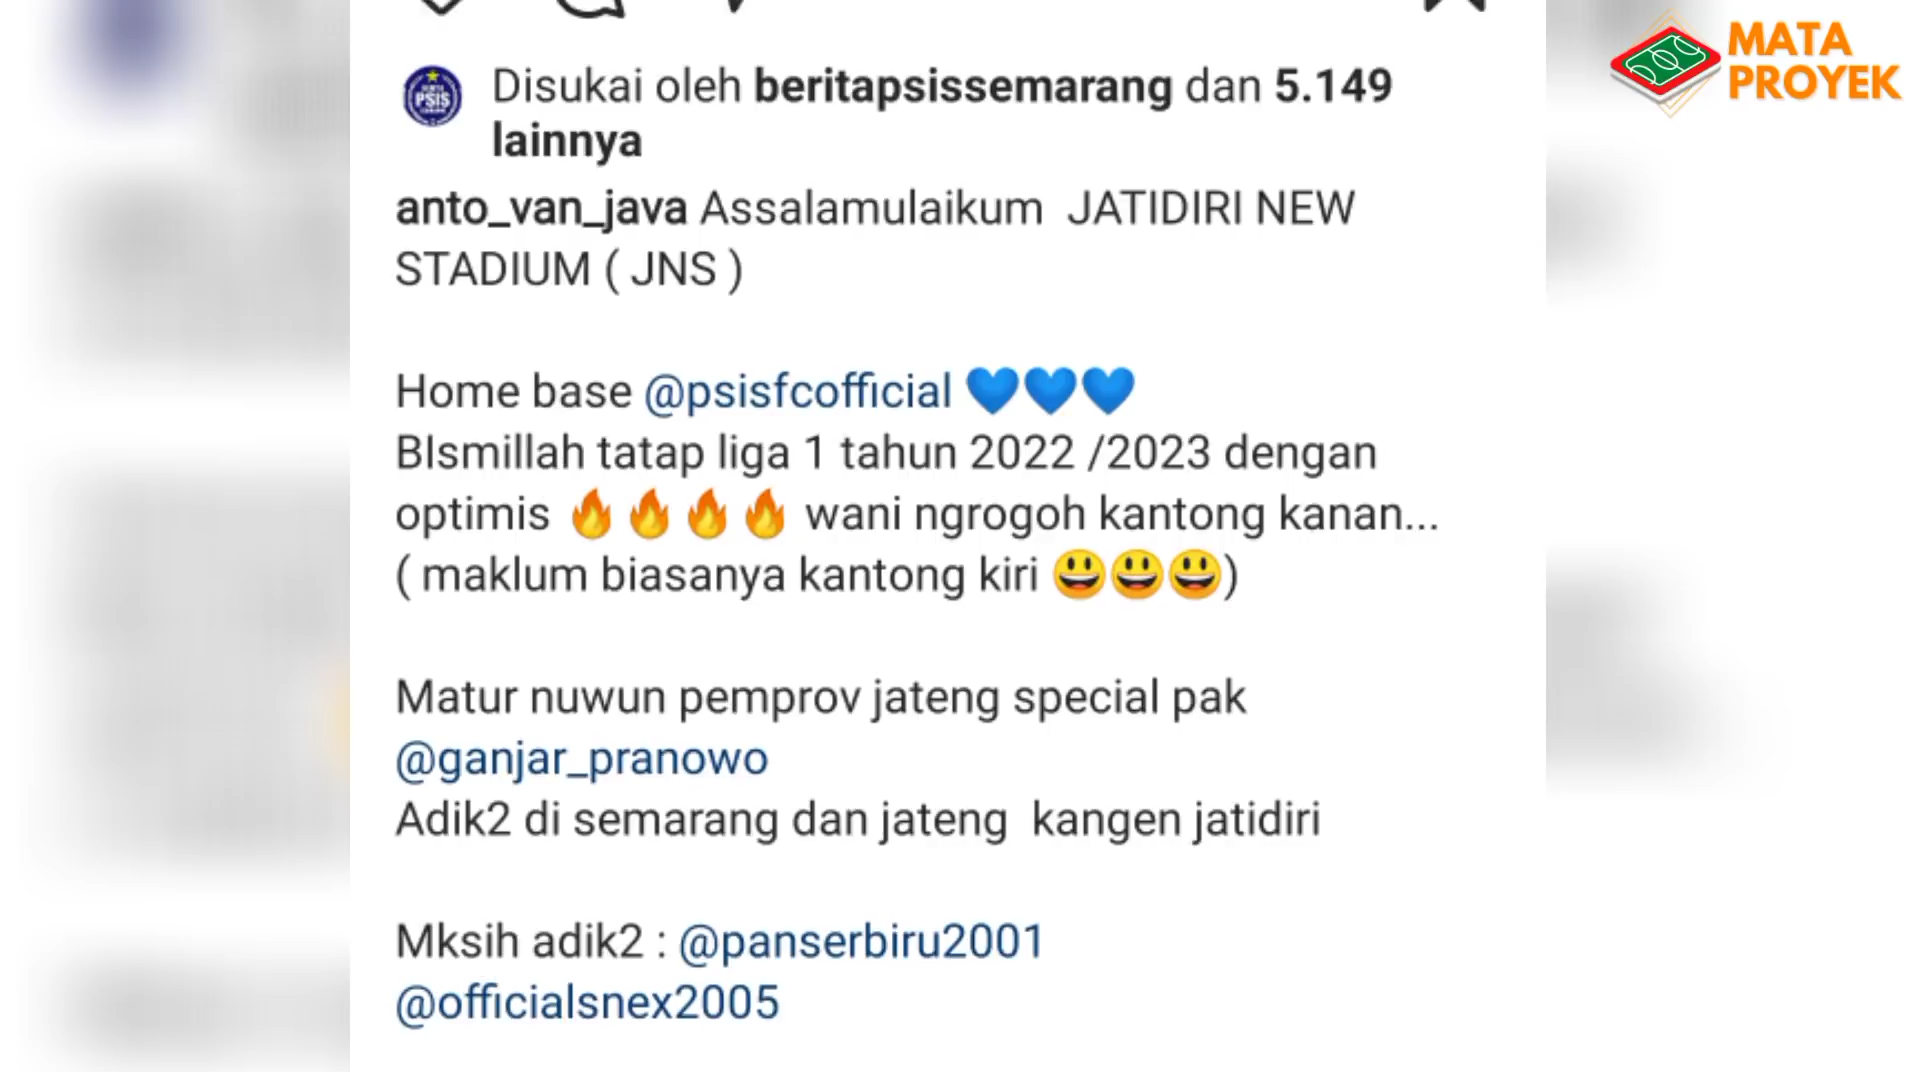 MATA
PROYEK
PSIS
Disukai oleh beritapsissemarang dan 5.149
lainnya
anto_van_java Assalamulaikum JATIDIRI NEW
STADIUM ( JNS )
Home base @psisfcofficial 💙💙💙
BIsmillah tatap liga 1 tahun 2022 /2023 dengan
optimis 🔥🔥🔥🔥 wani ngrogoh kantong kanan...
( maklum biasanya kantong kiri 😃😃😃)
Matur nuwun pemprov jateng special pak
@ganjar_pranowo
Adik2 di semarang dan jateng kangen jatidiri
Mksih adik2 : @panserbiru2001
@officialsnex2005